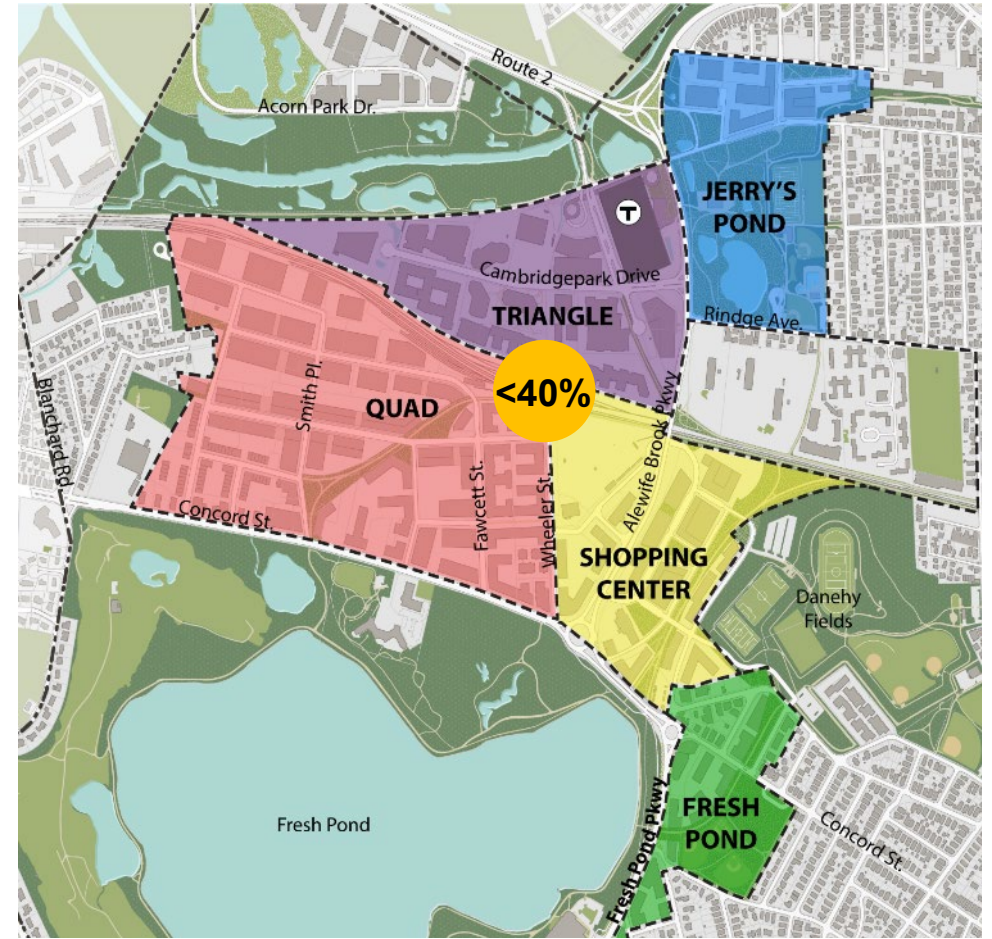 Route 2
Acorn Park Dr.
T
JERRY'S
POND
Cambridgepark Drive
TRIANGLE
Rindge Ave.
<40%
Blanchard Rd
Smith Pl.
QUAD
Alewife Brook Pkwy
Fawcett St.
Wheeler St.
Concord St.
SHOPPING
CENTER
Danehy
Fields
Fresh Pond
Fresh Pond Pkwy
FRESH
POND
Concord St.